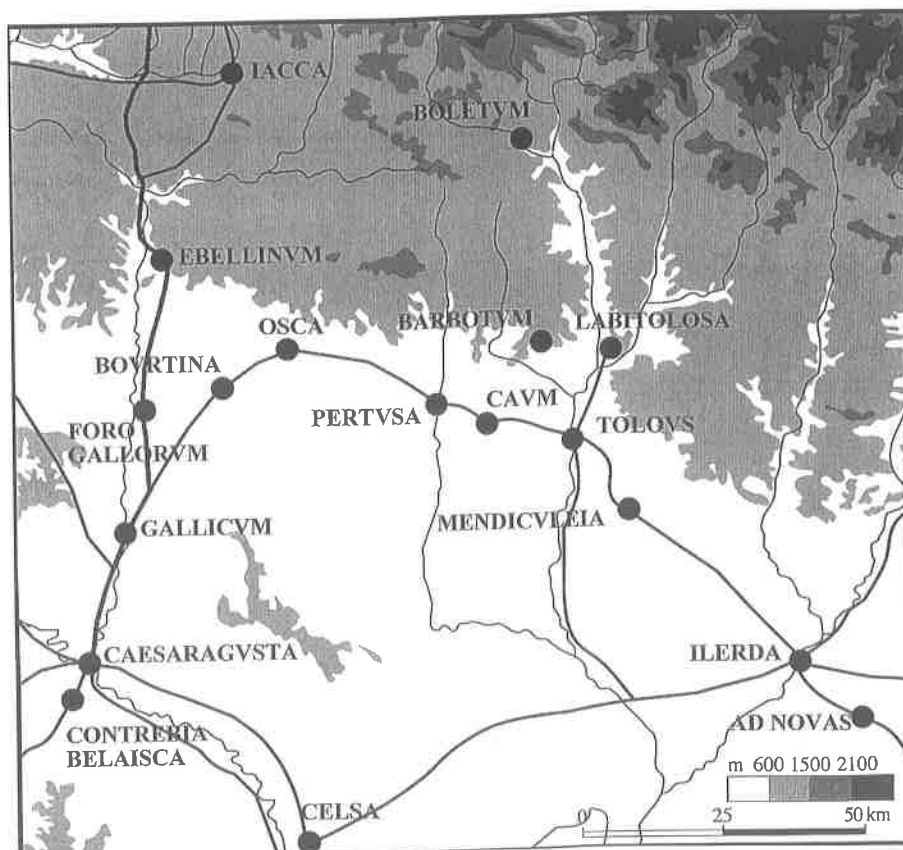 IACCA
BOLETVM
EBELLINVM
OSCA
BARBOTVM
LABITOLOSA
BOVRTINA
PERTVSA
CAVM
TOLOVS
FORO
GALLORVM
MENDICVLEIA
GALLICVM
CAESARAGVSTA
ILERDA
CONTREBIA
BELAISCA
AD NOVAS
CELSA
m 600 1500 2100
0 25 50 km